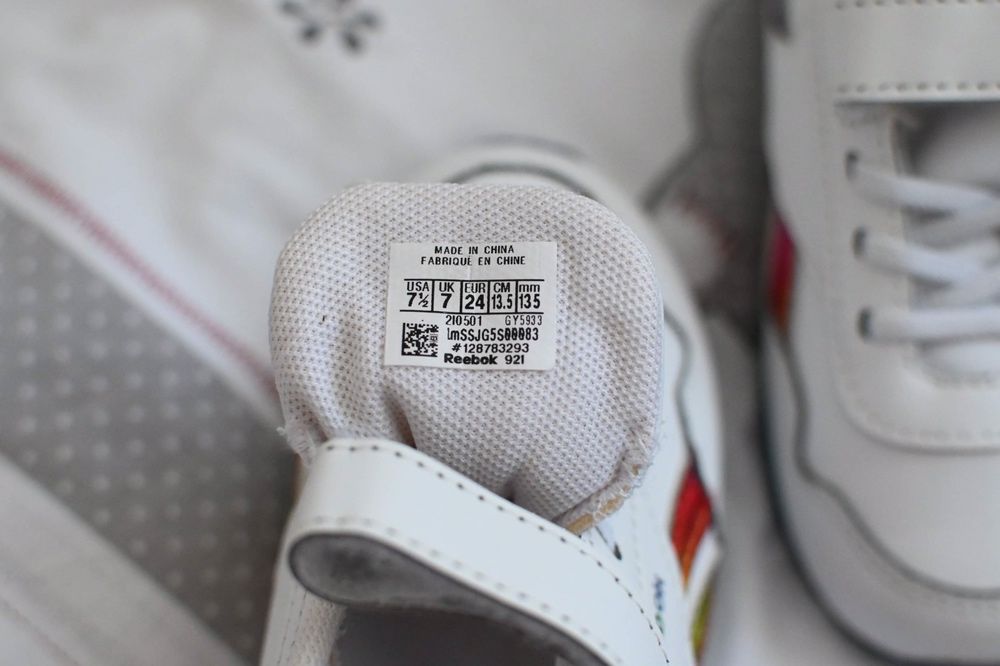 MADE IN CHINA
FABRIQUÉ EN CHINE
USA UK EUR CM mm
7½ 7 24 13.5 135
210501 GY5933
#128783293
Reebok 921